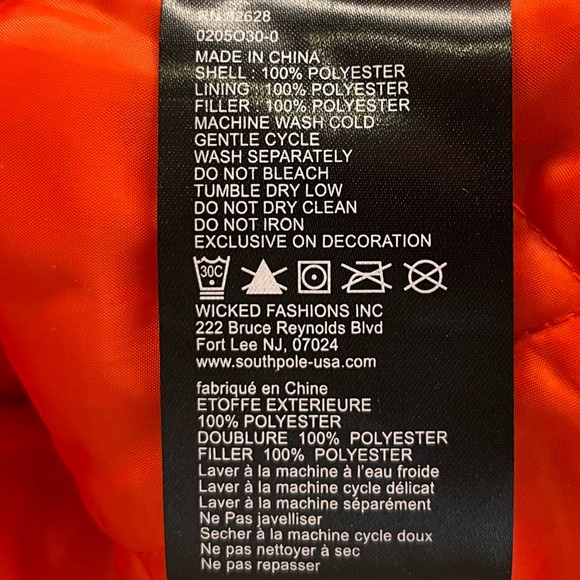 RN 82628
0205O30-0
MADE IN CHINA
SHELL : 100% POLYESTER
LINING : 100% POLYESTER
FILLER : 100% POLYESTER
MACHINE WASH COLD
GENTLE CYCLE
WASH SEPARATELY
DO NOT BLEACH
TUMBLE DRY LOW
DO NOT DRY CLEAN
DO NOT IRON
EXCLUSIVE ON DECORATION
30C
WICKED FASHIONS INC
222 Bruce Reynolds Blvd
Fort Lee NJ, 07024
www.southpole-usa.com
fabriqué en Chine
ETOFFE EXTERIEURE
100% POLYESTER
DOUBLURE 100% POLYESTER
FILLER 100% POLYESTER
Laver à la machine à l'eau froide
Laver à la machine cycle délicat
Laver à la machine séparément
Ne Pas javelliser
Secher à la machine cycle doux
Ne pas nettoyer à sec
Ne pas repasser